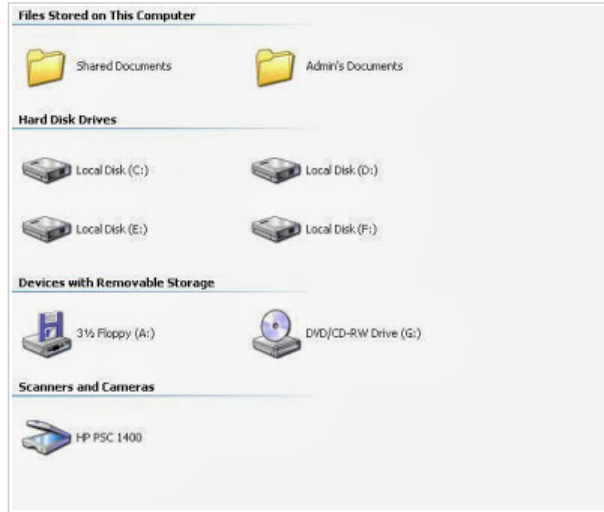 Files Stored on This Computer
Shared Documents
Admin's Documents
Hard Disk Drives
Local Disk (C:)
Local Disk (D:)
Local Disk (E:)
Local Disk (F:)
Devices with Removable Storage
3½ Floppy (A:)
DVD/CD-RW Drive (G:)
Scanners and Cameras
HP PSC 1400